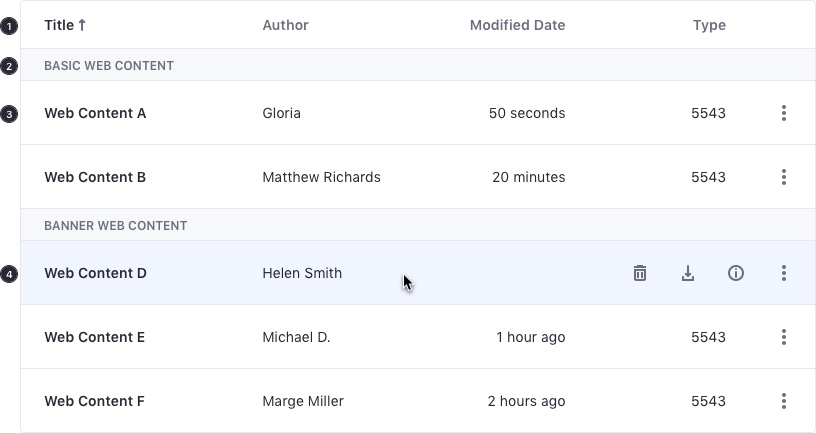 1 Title ↑ Author Modified Date Type
2 BASIC WEB CONTENT
3 Web Content A Gloria 50 seconds 5543
Web Content B Matthew Richards 20 minutes 5543
BANNER WEB CONTENT
4 Web Content D Helen Smith
Web Content E Michael D. 1 hour ago 5543
Web Content F Marge Miller 2 hours ago 5543